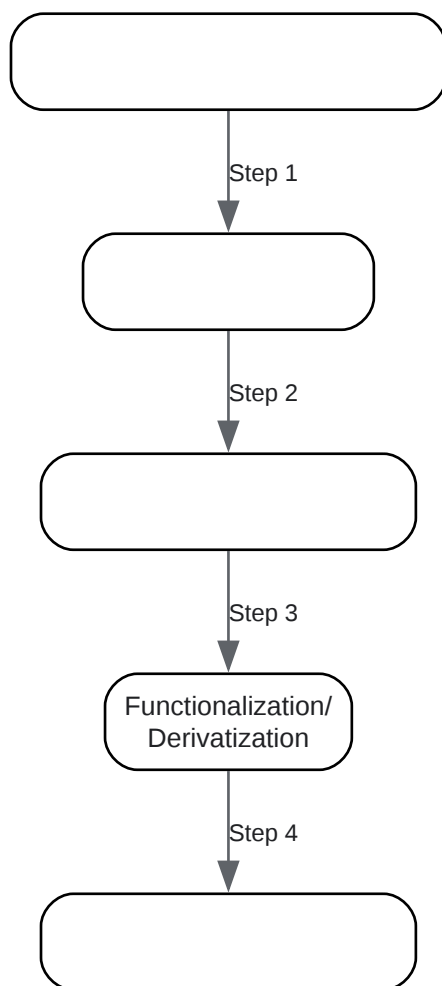 Step 1
Step 2
Step 3
Functionalization/
Derivatization
Step 4